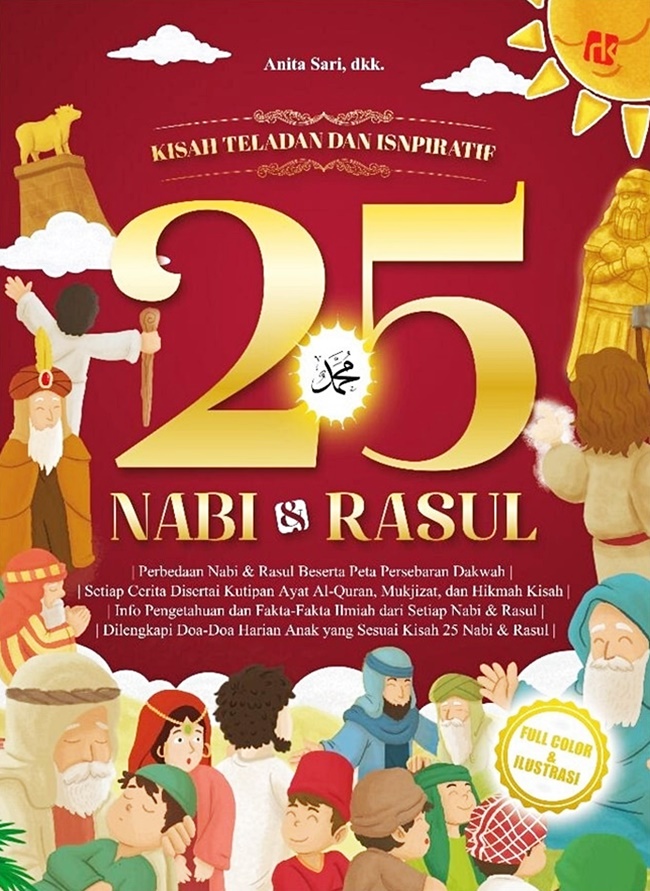 Anita Sari, dkk.
KISAH TELADAN DAN ISNPIRATIF
25
محمد
NABI & RASUL
| Perbedaan Nabi & Rasul Beserta Peta Persebaran Dakwah |
| Setiap Cerita Disertai Kutipan Ayat Al-Quran, Mukjizat, dan Hikmah Kisah |
| Info Pengetahuan dan Fakta-Fakta Ilmiah dari Setiap Nabi & Rasul |
| Dilengkapi Doa-Doa Harian Anak yang Sesuai Kisah 25 Nabi & Rasul |
FULL COLOR
&
ILUSTRASI